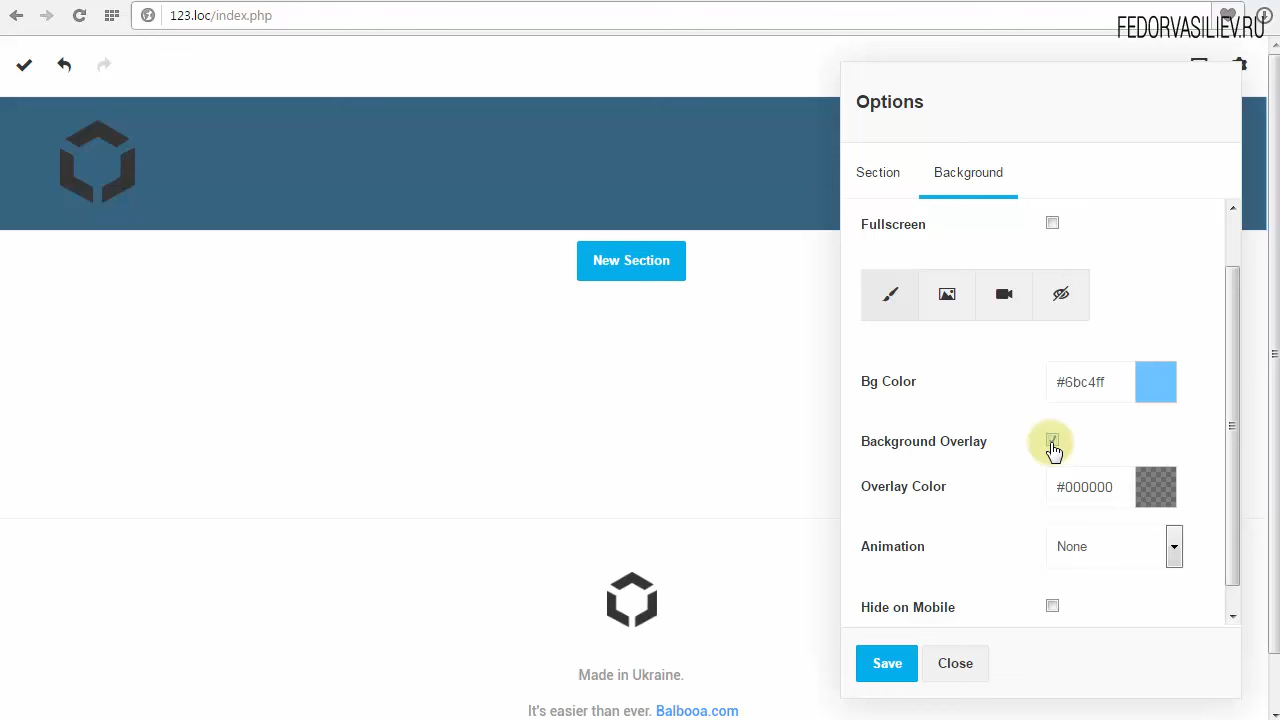 123.loc/index.php
FEDORVASILIEV.RU
Options
Section Background
Fullscreen
New Section
Bg Color #6bc4ff
Background Overlay
Overlay Color #000000
Animation None
Hide on Mobile
Save Close
Made in Ukraine.
It's easier than ever. Balbooa.com